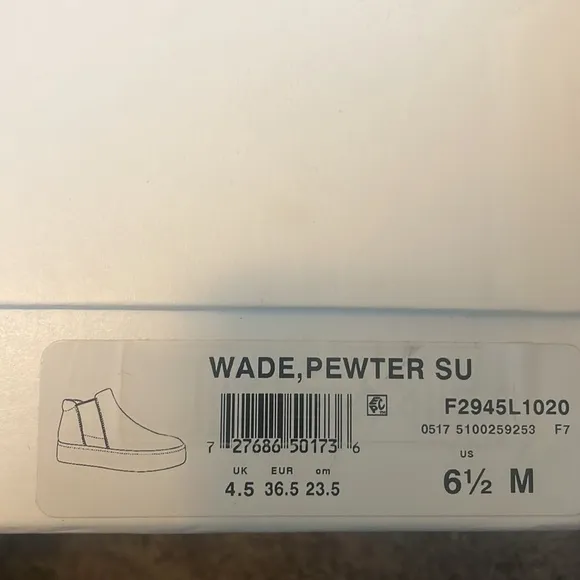 WADE,PEWTER SU
F2945L1020
0517 5100259253 F7
7 27686 50173 6
UK EUR cm
4.5 36.5 23.5
US
6½ M